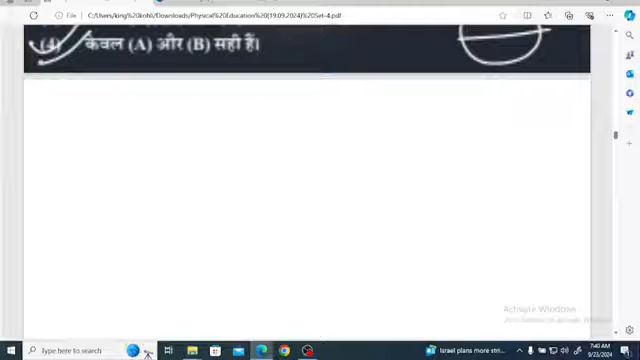 File
C:/Users/king%20kohli/Downloads/Physical%20Education%20(19.09.2024)%20Set-4.pdf
(4) केवल (A) और (B) सही हैं।
Activate Windows
Type here to search
Israel plans more stri...
7:40 AM
9/23/2024